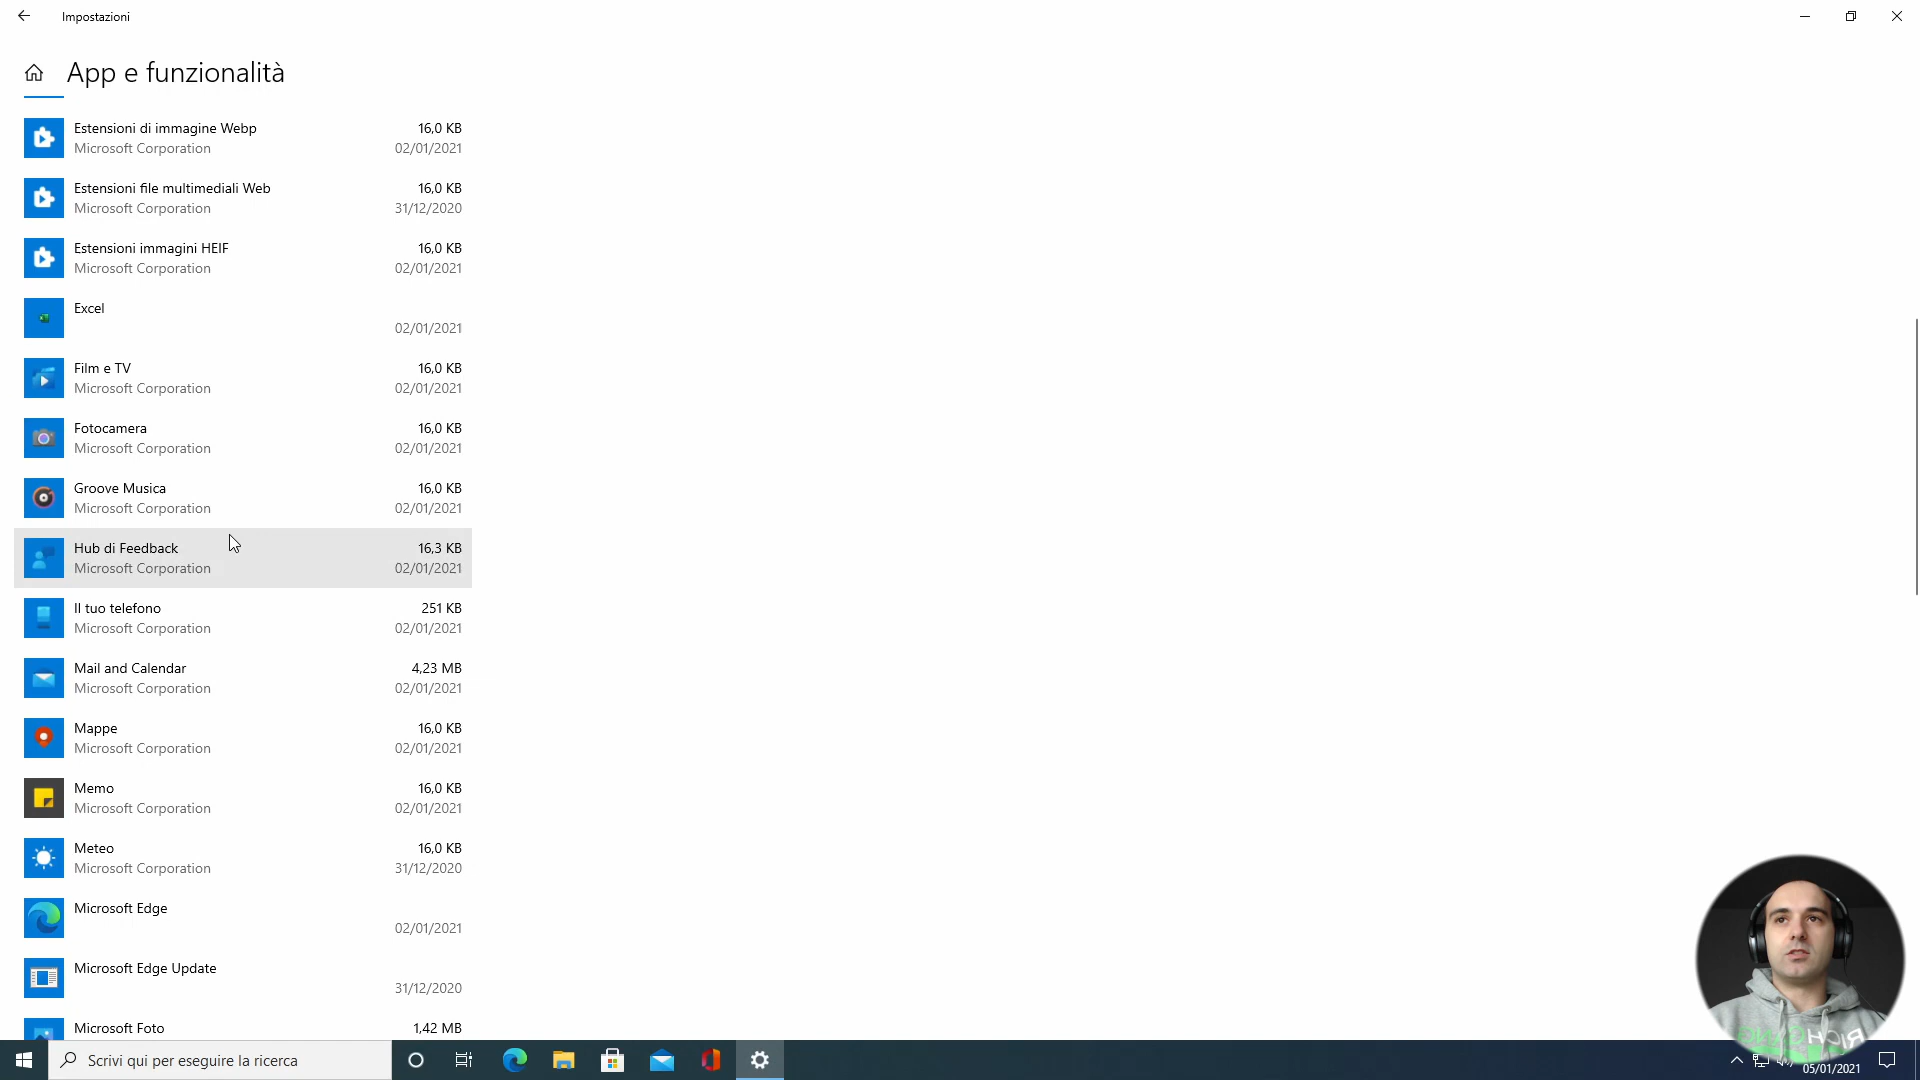 Impostazioni
App e funzionalità
Estensioni di immagine Webp 16,0 KB
Microsoft Corporation 02/01/2021
Estensioni file multimediali Web 16,0 KB
Microsoft Corporation 31/12/2020
Estensioni immagini HEIF 16,0 KB
Microsoft Corporation 02/01/2021
Excel
02/01/2021
Film e TV 16,0 KB
Microsoft Corporation 02/01/2021
Fotocamera 16,0 KB
Microsoft Corporation 02/01/2021
Groove Musica 16,0 KB
Microsoft Corporation 02/01/2021
Hub di Feedback 16,3 KB
Microsoft Corporation 02/01/2021
Il tuo telefono 251 KB
Microsoft Corporation 02/01/2021
Mail and Calendar 4,23 MB
Microsoft Corporation 02/01/2021
Mappe 16,0 KB
Microsoft Corporation 02/01/2021
Memo 16,0 KB
Microsoft Corporation 02/01/2021
Meteo 16,0 KB
Microsoft Corporation 31/12/2020
Microsoft Edge
02/01/2021
Microsoft Edge Update
31/12/2020
Microsoft Foto 1,42 MB
Scrivi qui per eseguire la ricerca
05/01/2021